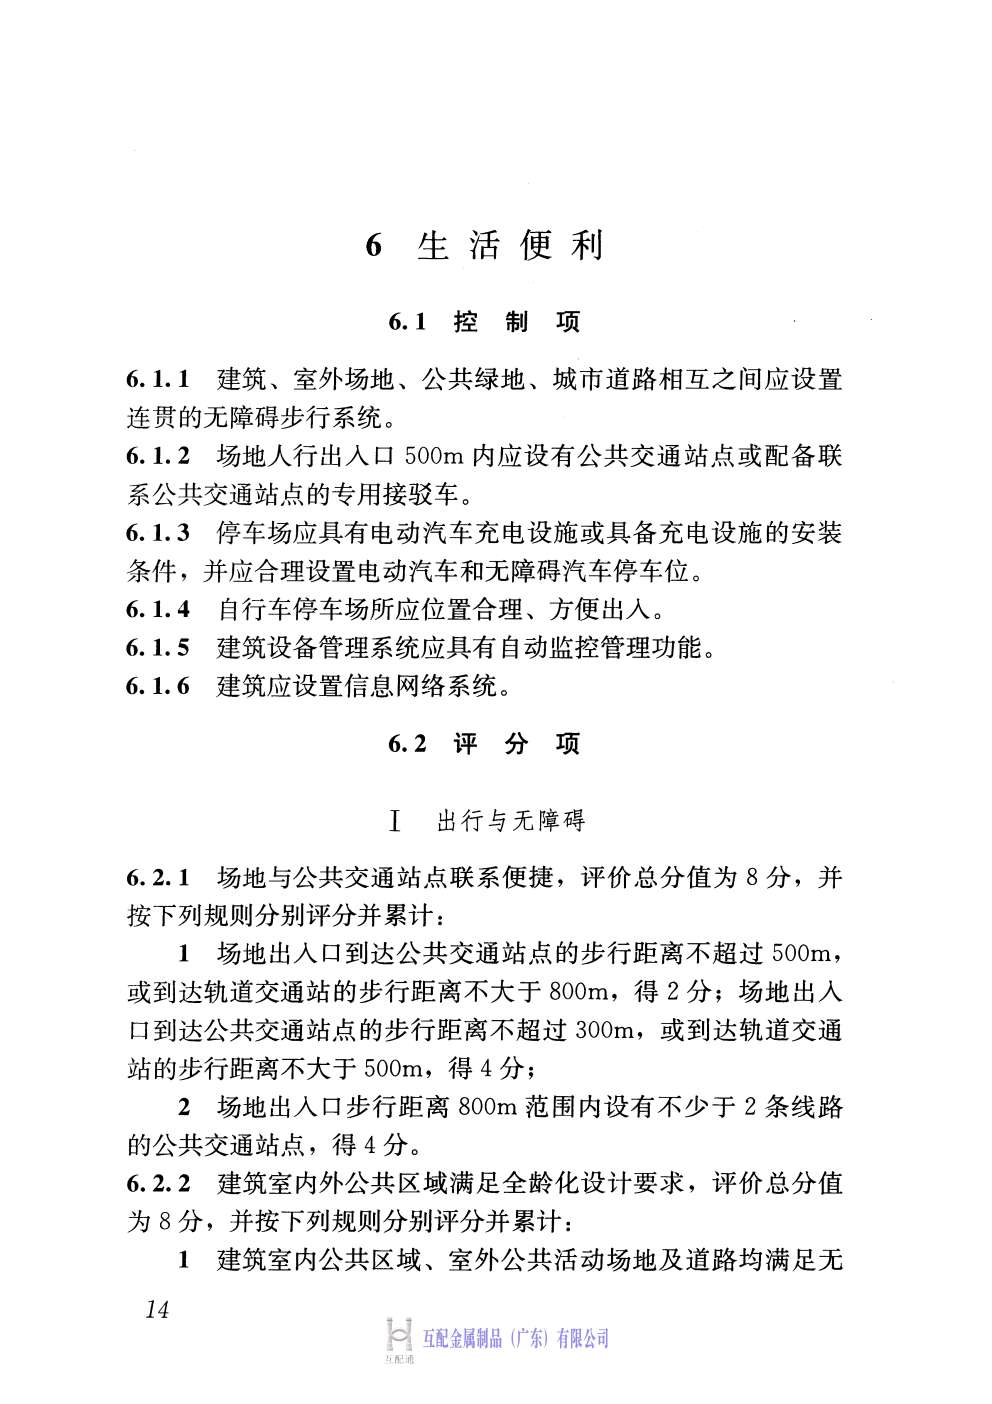 6 生活便利
6.1 控制项
6.1.1 建筑、室外场地、公共绿地、城市道路相互之间应设置
连贯的无障碍步行系统。
6.1.2 场地人行出入口 500m 内应设有公共交通站点或配备联
系公共交通站点的专用接驳车。
6.1.3 停车场应具有电动汽车充电设施或具备充电设施的安装
条件，并应合理设置电动汽车和无障碍汽车停车位。
6.1.4 自行车停车场所应位置合理、方便出入。
6.1.5 建筑设备管理系统应具有自动监控管理功能。
6.1.6 建筑应设置信息网络系统。
6.2 评分项
Ⅰ 出行与无障碍
6.2.1 场地与公共交通站点联系便捷，评价总分值为 8 分，并
按下列规则分别评分并累计：
1 场地出入口到达公共交通站点的步行距离不超过 500m，
或到达轨道交通站的步行距离不大于 800m，得 2 分；场地出入
口到达公共交通站点的步行距离不超过 300m，或到达轨道交通
站的步行距离不大于 500m，得 4 分；
2 场地出入口步行距离 800m 范围内设有不少于 2 条线路
的公共交通站点，得 4 分。
6.2.2 建筑室内外公共区域满足全龄化设计要求，评价总分值
为 8 分，并按下列规则分别评分并累计：
1 建筑室内公共区域、室外公共活动场地及道路均满足无
14
互配金属制品（广东）有限公司
互配通